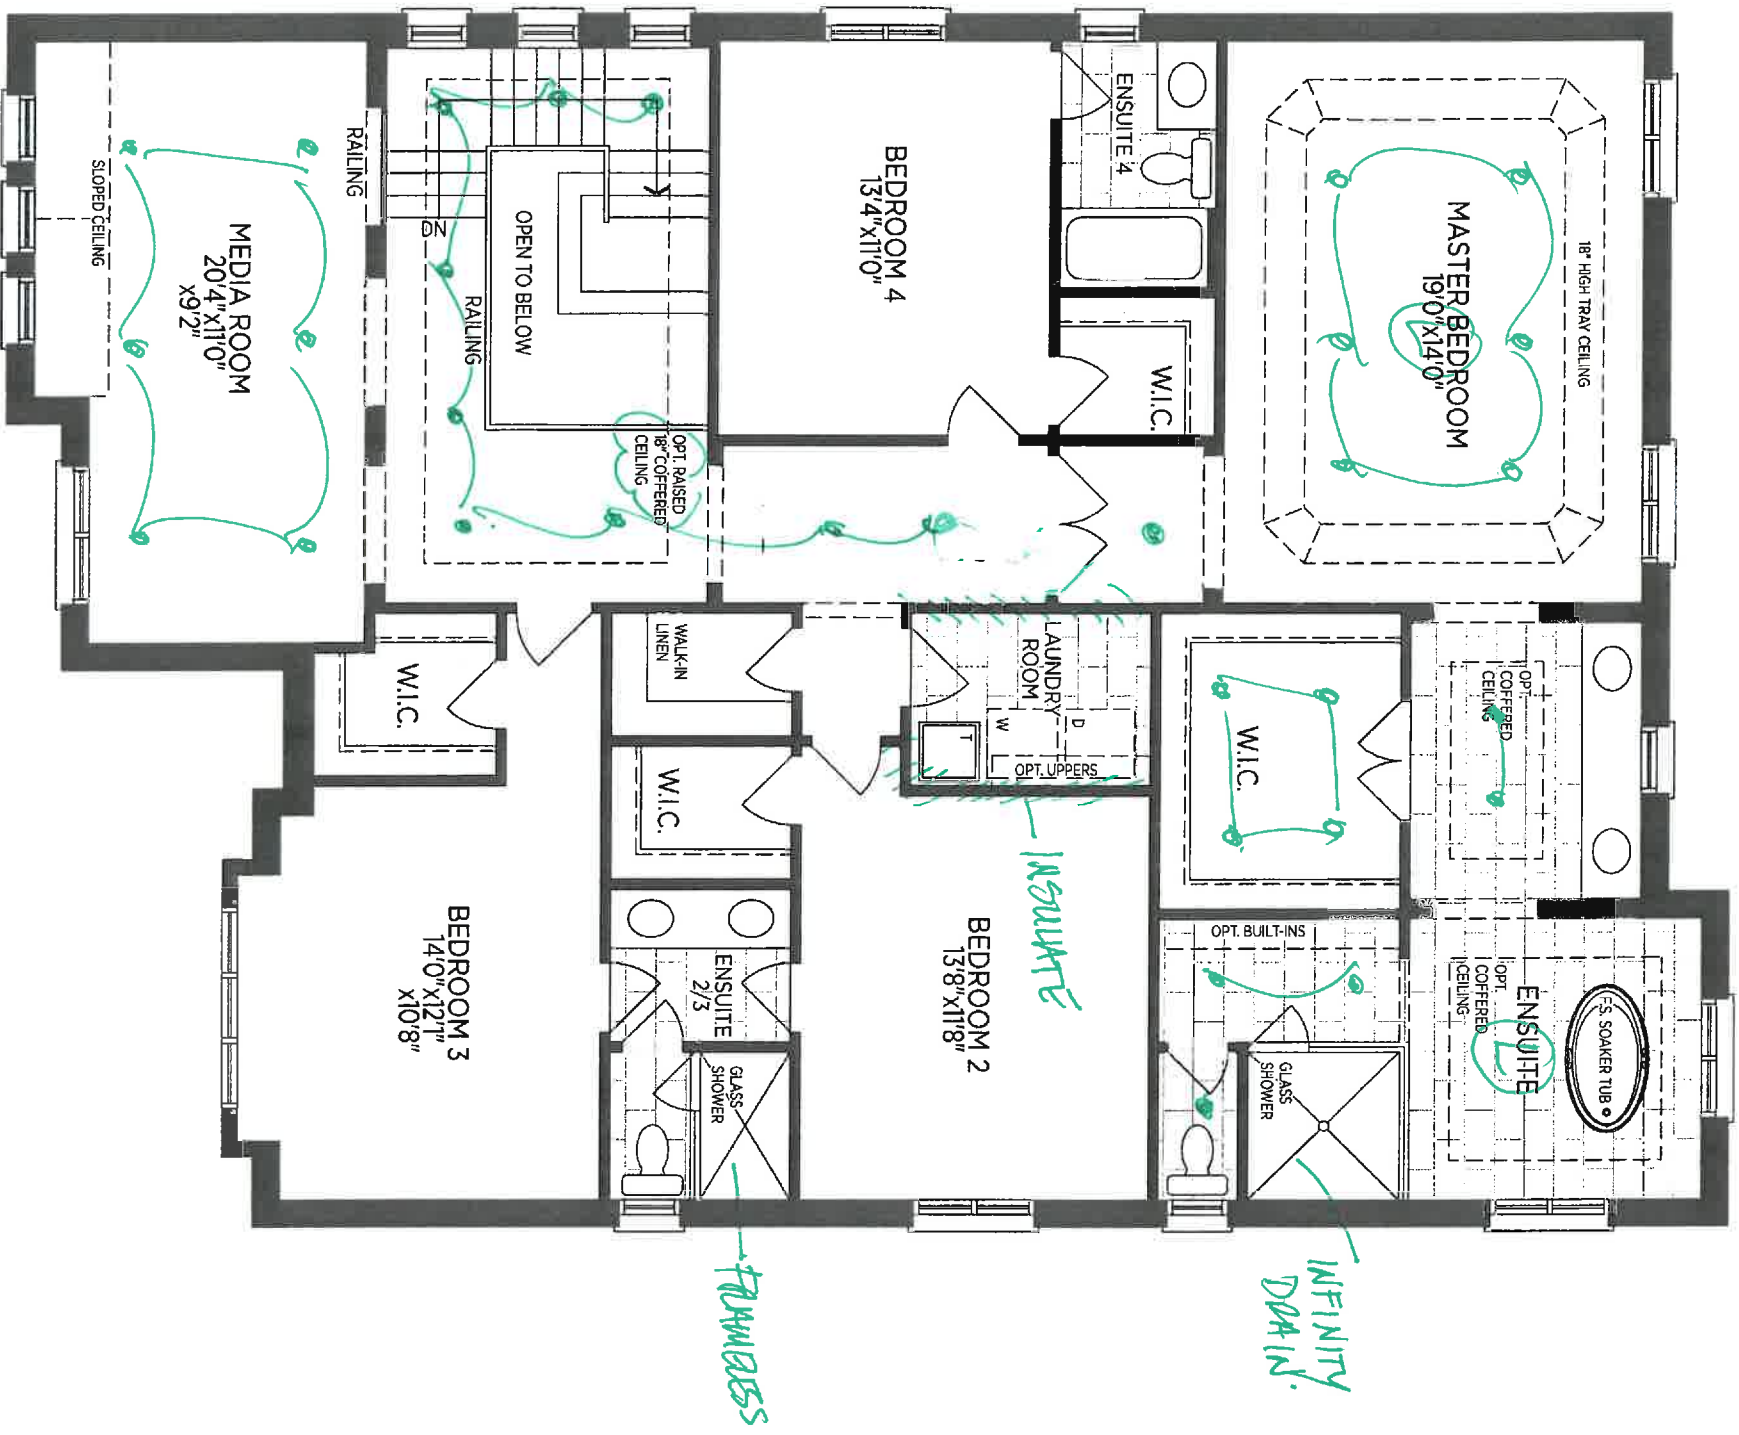 MASTER BEDROOM
19'0"x14'0"
18" HIGH TRAY CEILING
L
ENSUITE 4
W.I.C.
BEDROOM 4
13'4"x11'0"
OPEN TO BELOW
RAILING
DN
OPT. RAISED
18" COFFERED
CEILING
RAILING
MEDIA ROOM
20'4"x11'0"
x9'2"
SLOPED CEILING
OPT.
COFFERED
CEILING
W.I.C.
LAUNDRY
ROOM
W
D
T
OPT. UPPERS
INSULATE
WALK-IN
LINEN
W.I.C.
W.I.C.
F.S. SOAKER TUB
ENSUITE
L
OPT.
COFFERED
CEILING
OPT. BUILT-INS
GLASS
SHOWER
INFINITY
DRAIN.
BEDROOM 2
13'8"x11'8"
ENSUITE
2/3
GLASS
SHOWER
FRAMELESS
BEDROOM 3
14'0"x12'1"
x10'8"